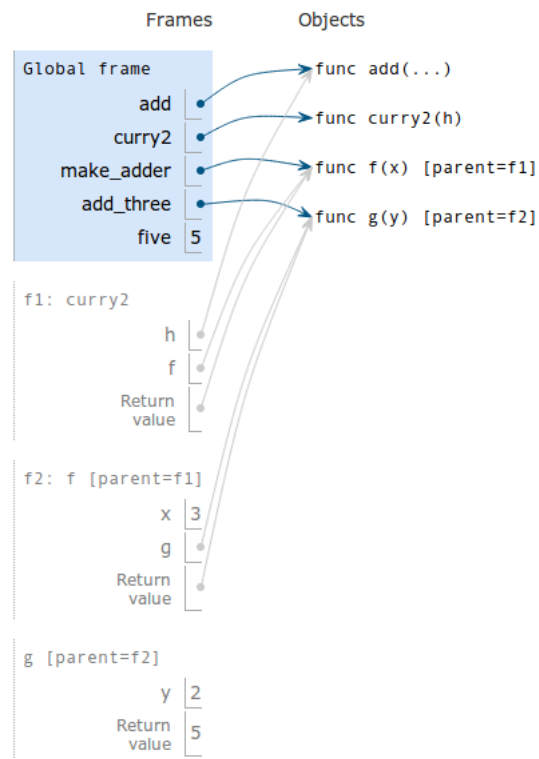 Frames Objects
Global frame func add(...)
add
curry2 func curry2(h)
make_adder func f(x) [parent=f1]
add_three func g(y) [parent=f2]
five 5
f1: curry2
h
f
Return
value
f2: f [parent=f1]
x 3
g
Return
value
g [parent=f2]
y 2
Return
value 5